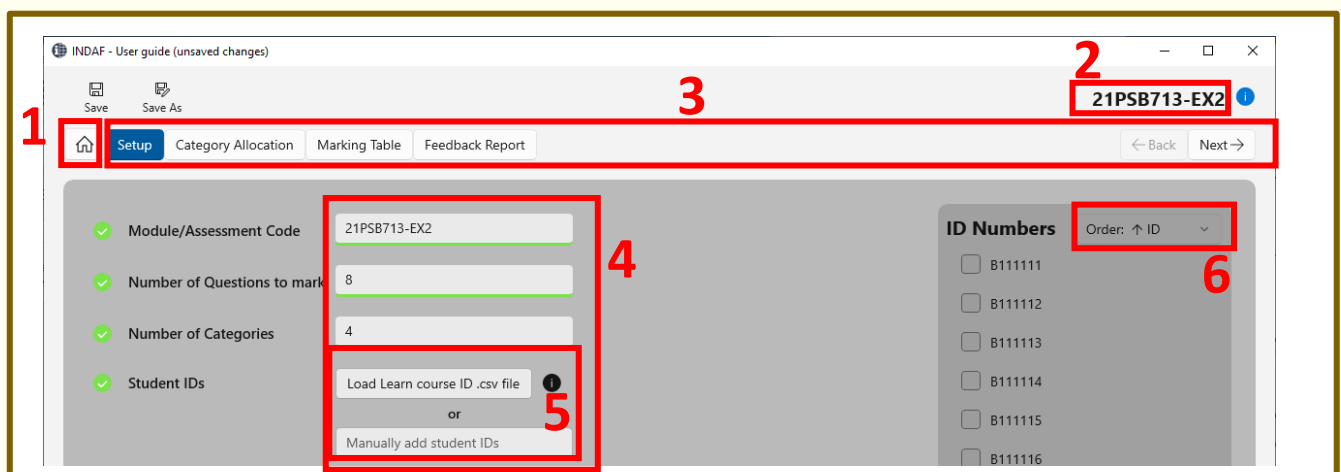 INDAF - User guide (unsaved changes)
2
Save Save As
3
21PSB713-EX2
1
Setup Category Allocation Marking Table Feedback Report
← Back Next →
Module/Assessment Code 21PSB713-EX2
Number of Questions to mark 8
Number of Categories 4
4
Student IDs Load Learn course ID .csv file
or
5
Manually add student IDs
ID Numbers Order: ↑ ID
6
B111111
B111112
B111113
B111114
B111115
B111116